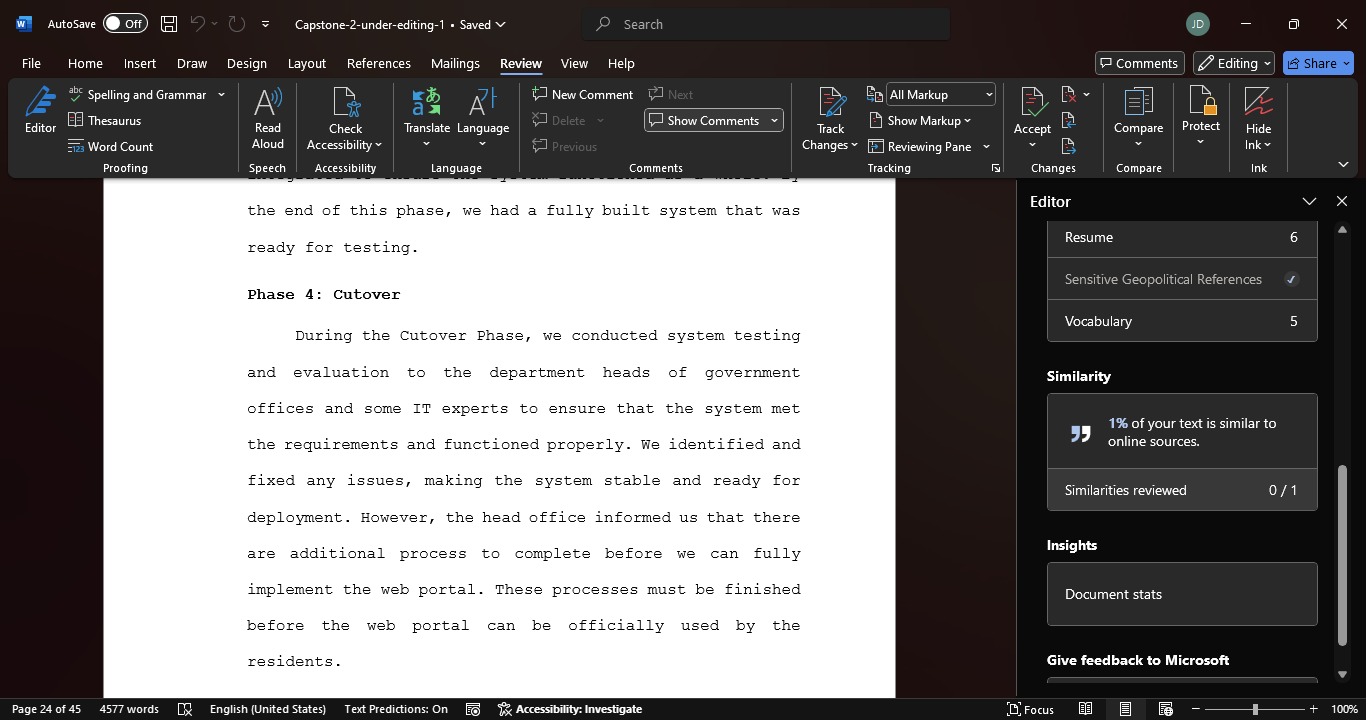 AutoSave Off Capstone-2-under-editing-1 • Saved Search JD
File Home Insert Draw Design Layout References Mailings Review View Help Comments Editing Share
Editor
abc Spelling and Grammar
Thesaurus
123 Word Count
Proofing
Read Aloud
Speech
Check Accessibility
Accessibility
Translate
Language
Language
New Comment
Delete
Previous
Next
Show Comments
Comments
Track Changes
All Markup
Show Markup
Reviewing Pane
Tracking
Accept
Changes
Compare
Compare
Protect
Hide Ink
Ink
integrated to ensure the system functioned as a whole. By
the end of this phase, we had a fully built system that was
ready for testing.
Phase 4: Cutover
During the Cutover Phase, we conducted system testing
and evaluation to the department heads of government
offices and some IT experts to ensure that the system met
the requirements and functioned properly. We identified and
fixed any issues, making the system stable and ready for
deployment. However, the head office informed us that there
are additional process to complete before we can fully
implement the web portal. These processes must be finished
before the web portal can be officially used by the
residents.
Editor
Resume 6
Sensitive Geopolitical References
Vocabulary 5
Similarity
1% of your text is similar to
online sources.
Similarities reviewed 0 / 1
Insights
Document stats
Give feedback to Microsoft
Page 24 of 45 4577 words English (United States) Text Predictions: On Accessibility: Investigate Focus 100%